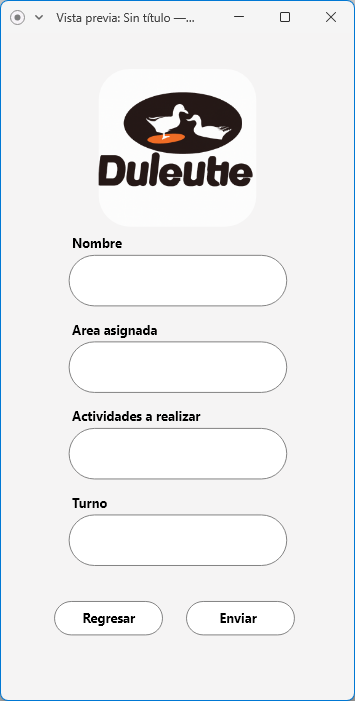 Vista previa: Sin título —...
Duleutie
Nombre
Area asignada
Actividades a realizar
Turno
Regresar
Enviar